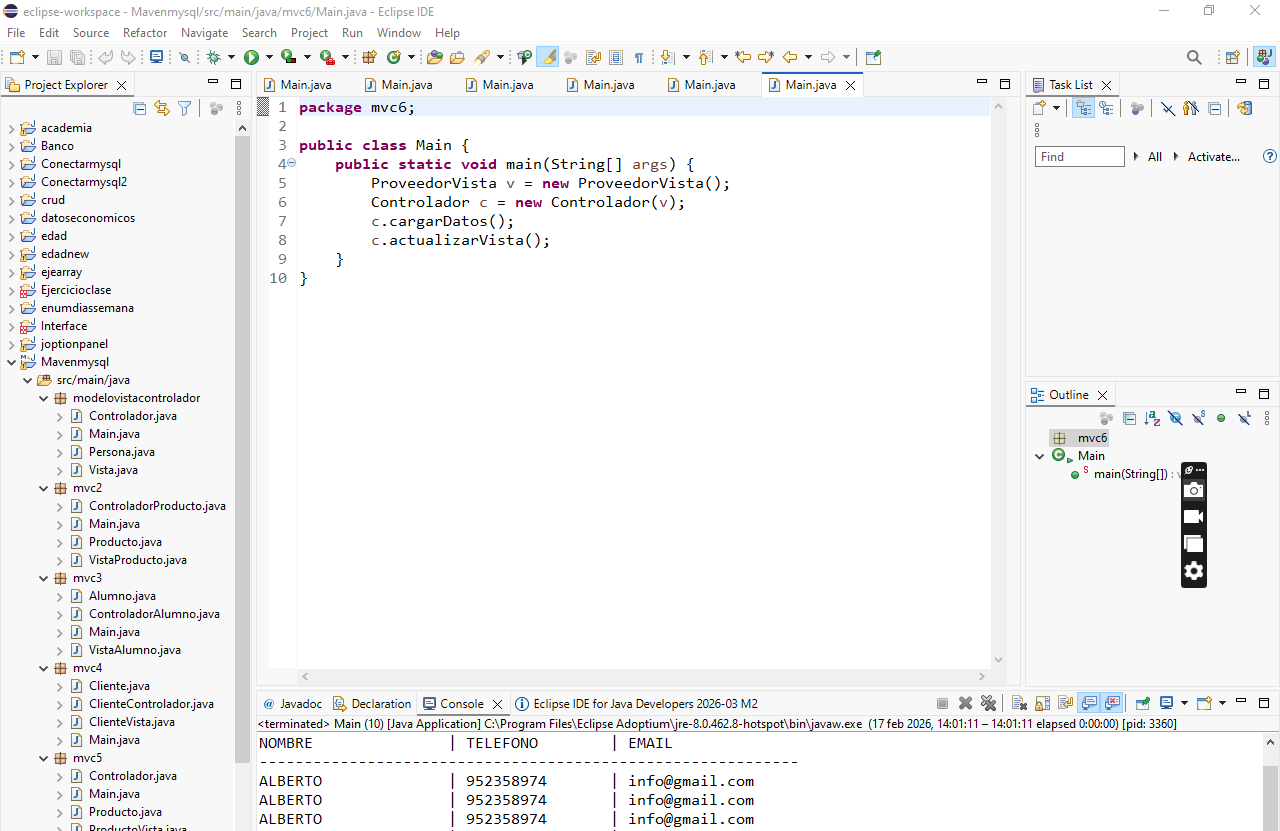 eclipse-workspace - Mavenmysql/src/main/java/mvc6/Main.java - Eclipse IDE
File Edit Source Refactor Navigate Search Project Run Window Help
Project Explorer
academia
Banco
Conectarmysql
Conectarmysql2
crud
datoseconomicos
edad
edadnew
ejearray
Ejercicioclase
enumdiassemana
Interface
joptionpanel
Mavenmysql
src/main/java
modelovistacontrolador
Controlador.java
Main.java
Persona.java
Vista.java
mvc2
ControladorProducto.java
Main.java
Producto.java
VistaProducto.java
mvc3
Alumno.java
ControladorAlumno.java
Main.java
VistaAlumno.java
mvc4
Cliente.java
ClienteControlador.java
ClienteVista.java
Main.java
mvc5
Controlador.java
Main.java
Producto.java
ProductoVista.java
Main.java Main.java Main.java Main.java Main.java Main.java
1 package mvc6;
2
3 public class Main {
4 public static void main(String[] args) {
5 ProveedorVista v = new ProveedorVista();
6 Controlador c = new Controlador(v);
7 c.cargarDatos();
8 c.actualizarVista();
9 }
10 }
Task List
Find All Activate...
Outline
mvc6
Main
main(String[]) : v
Javadoc Declaration Console Eclipse IDE for Java Developers 2026-03 M2
<terminated> Main (10) [Java Application] C:\Program Files\Eclipse Adoptium\jre-8.0.462.8-hotspot\bin\javaw.exe (17 feb 2026, 14:01:11 – 14:01:11 elapsed 0:00:00) [pid: 3360]
NOMBRE | TELEFONO | EMAIL
------------------------------------------------------------
ALBERTO | 952358974 | info@gmail.com
ALBERTO | 952358974 | info@gmail.com
ALBERTO | 952358974 | info@gmail.com